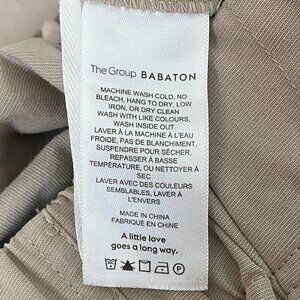 The Group BABATON
MACHINE WASH COLD, NO
BLEACH, HANG TO DRY, LOW
IRON, OR DRY CLEAN
WASH WITH LIKE COLOURS,
WASH INSIDE OUT
LAVER À LA MACHINE À L'EAU
FROIDE, PAS DE BLANCHIMENT,
SUSPENDRE POUR SÉCHER,
REPASSER À BASSE
TEMPÉRATURE, OU NETTOYER À
SEC
LAVER AVEC DES COULEURS
SEMBLABLES, LAVER À
L'ENVERS
MADE IN CHINA
FABRIQUÉ EN CHINE
A little love
goes a long way.
P